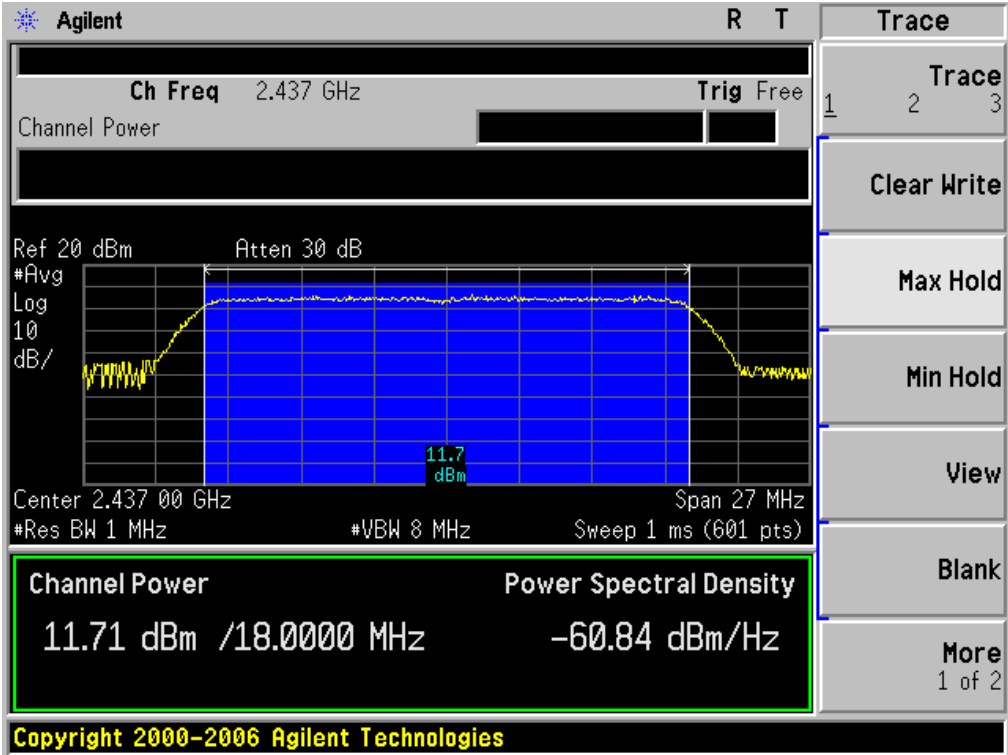 Agilent R T
Ch Freq 2.437 GHz Trig Free
Channel Power
Ref 20 dBm Atten 30 dB
#Avg
Log
10
dB/
11.7
dBm
Center 2.437 00 GHz Span 27 MHz
#Res BW 1 MHz #VBW 8 MHz Sweep 1 ms (601 pts)
Channel Power Power Spectral Density
11.71 dBm /18.0000 MHz -60.84 dBm/Hz
Copyright 2000-2006 Agilent Technologies
Trace
Trace
1 2 3
Clear Write
Max Hold
Min Hold
View
Blank
More
1 of 2